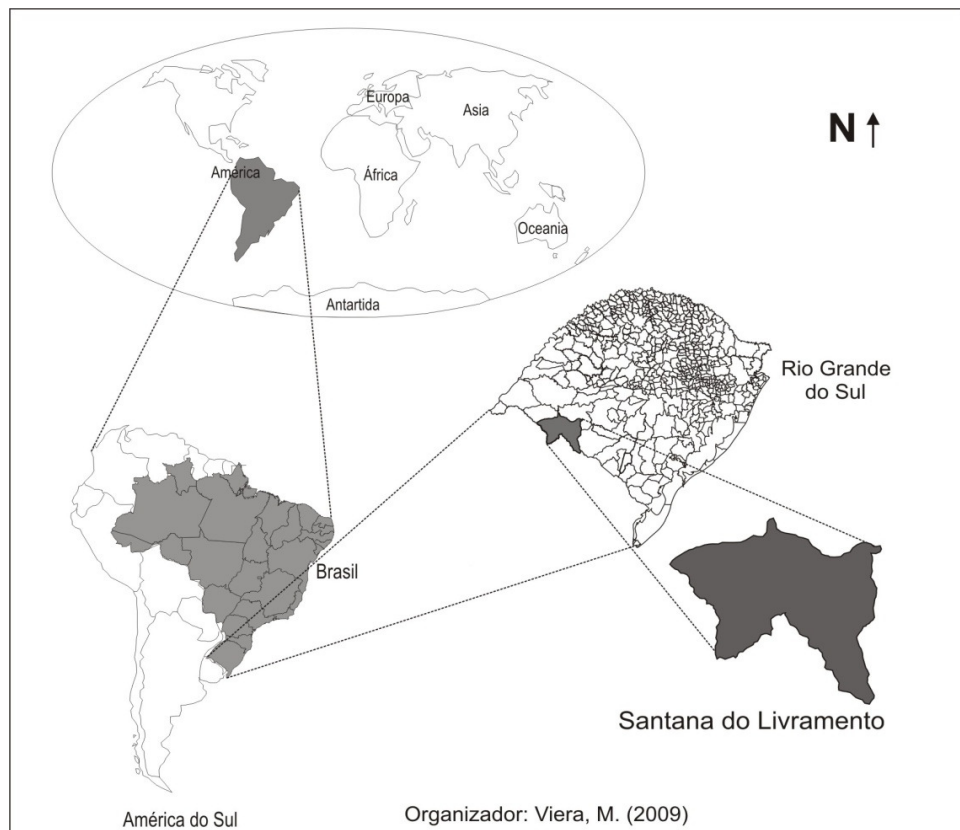 Europa
Asia
N
América
África
Oceania
Antartida
Rio Grande
do Sul
Brasil
Santana do Livramento
América do Sul
Organizador: Viera, M. (2009)